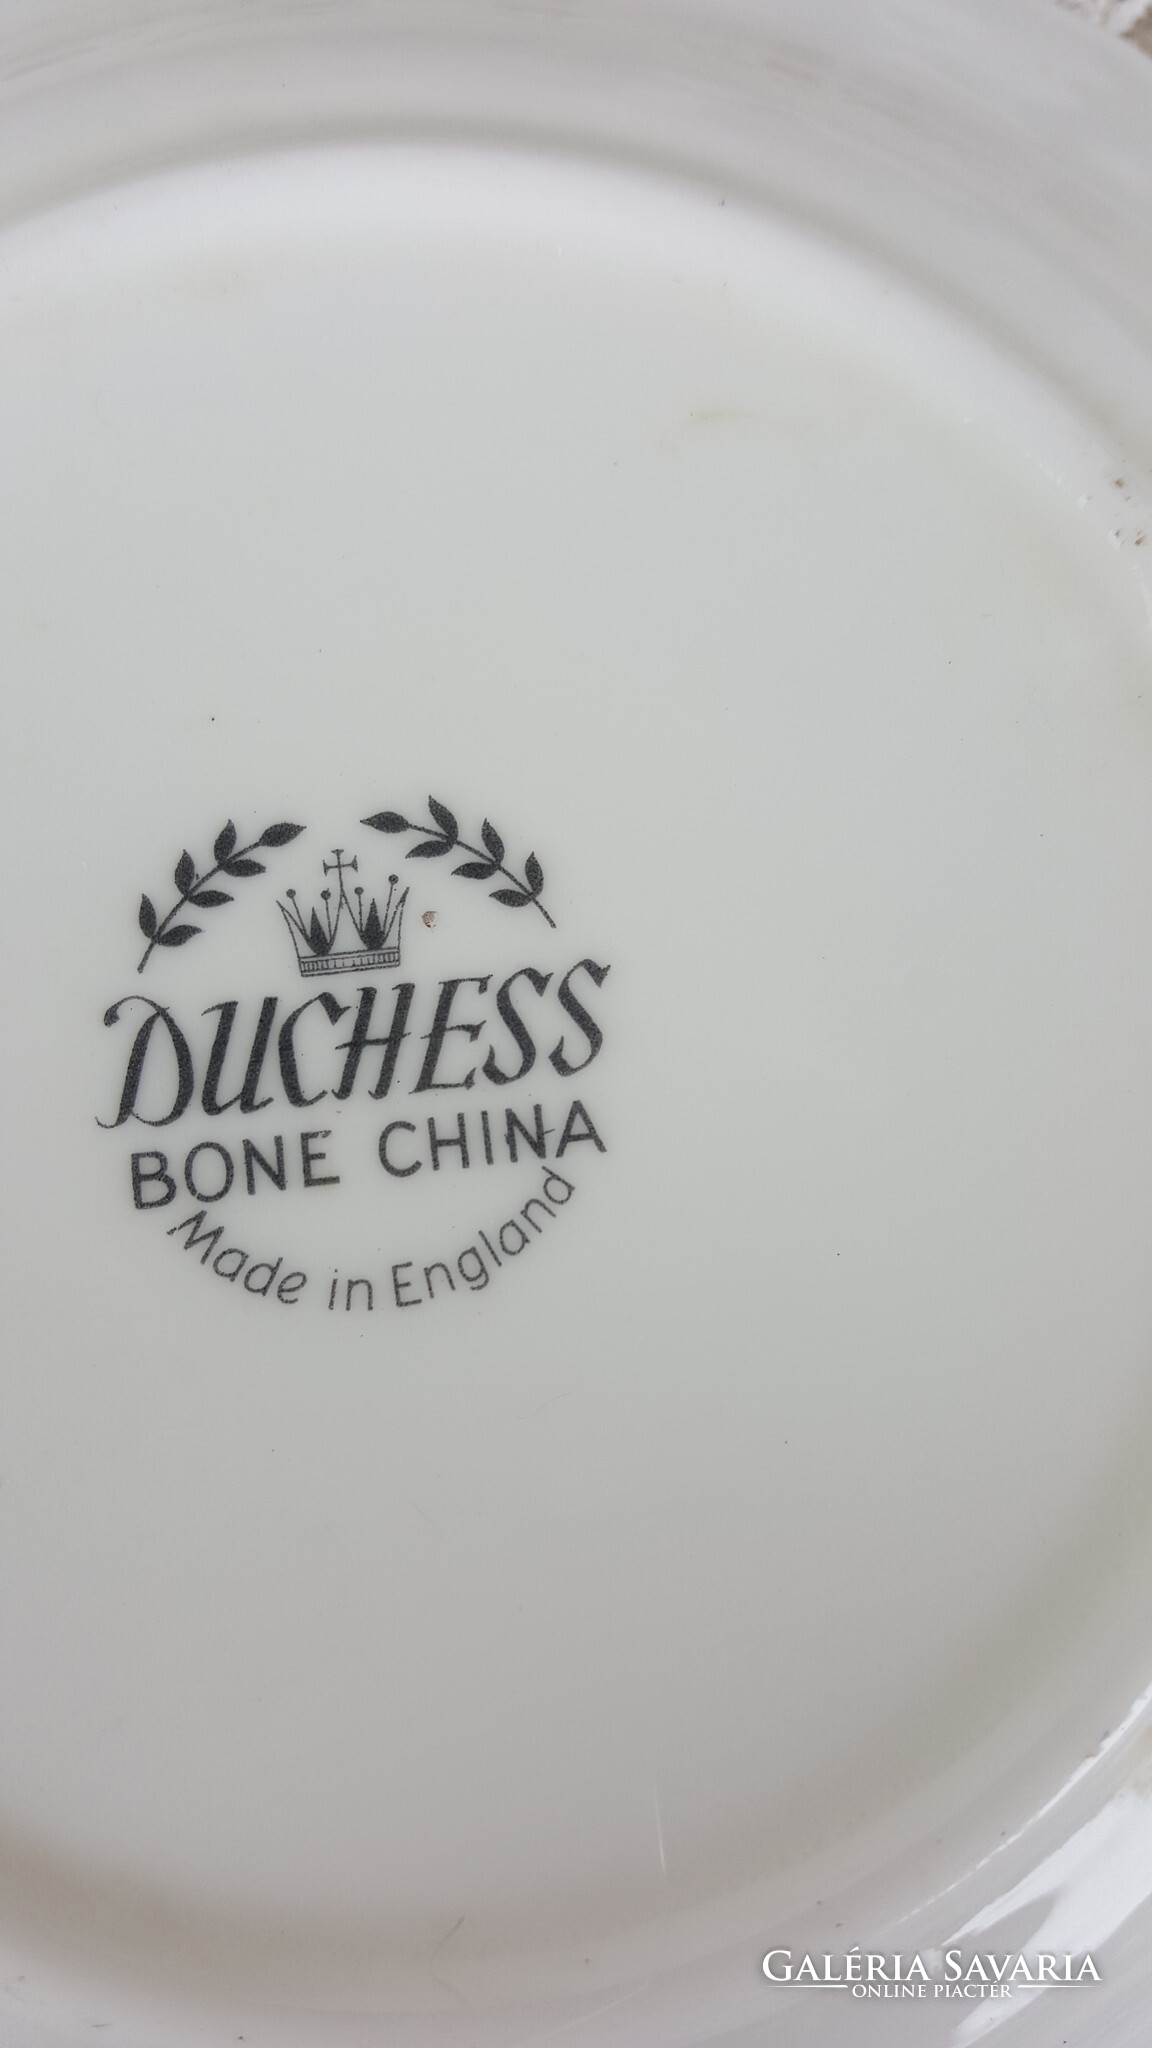 DUCHESS
BONE CHINA
Made in England
GALÉRIA SAVARIA
ONLINE PIACTÉR